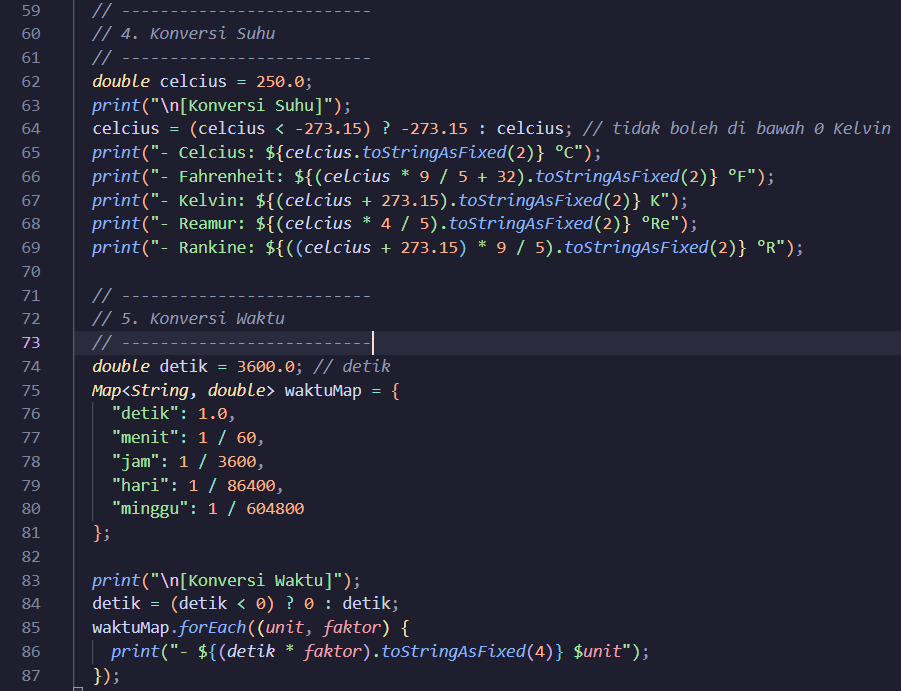 59 // --------------------------
60 // 4. Konversi Suhu
61 // --------------------------
62 double celcius = 250.0;
63 print("\n[Konversi Suhu]");
64 celcius = (celcius < -273.15) ? -273.15 : celcius; // tidak boleh di bawah 0 Kelvin
65 print("- Celcius: ${celcius.toStringAsFixed(2)} °C");
66 print("- Fahrenheit: ${(celcius * 9 / 5 + 32).toStringAsFixed(2)} °F");
67 print("- Kelvin: ${(celcius + 273.15).toStringAsFixed(2)} K");
68 print("- Reamur: ${(celcius * 4 / 5).toStringAsFixed(2)} °Re");
69 print("- Rankine: ${((celcius + 273.15) * 9 / 5).toStringAsFixed(2)} °R");
70
71 // --------------------------
72 // 5. Konversi Waktu
73 // --------------------------
74 double detik = 3600.0; // detik
75 Map<String, double> waktuMap = {
76 "detik": 1.0,
77 "menit": 1 / 60,
78 "jam": 1 / 3600,
79 "hari": 1 / 86400,
80 "minggu": 1 / 604800
81 };
82
83 print("\n[Konversi Waktu]");
84 detik = (detik < 0) ? 0 : detik;
85 waktuMap.forEach((unit, faktor) {
86 print("- ${(detik * faktor).toStringAsFixed(4)} $unit");
87 });